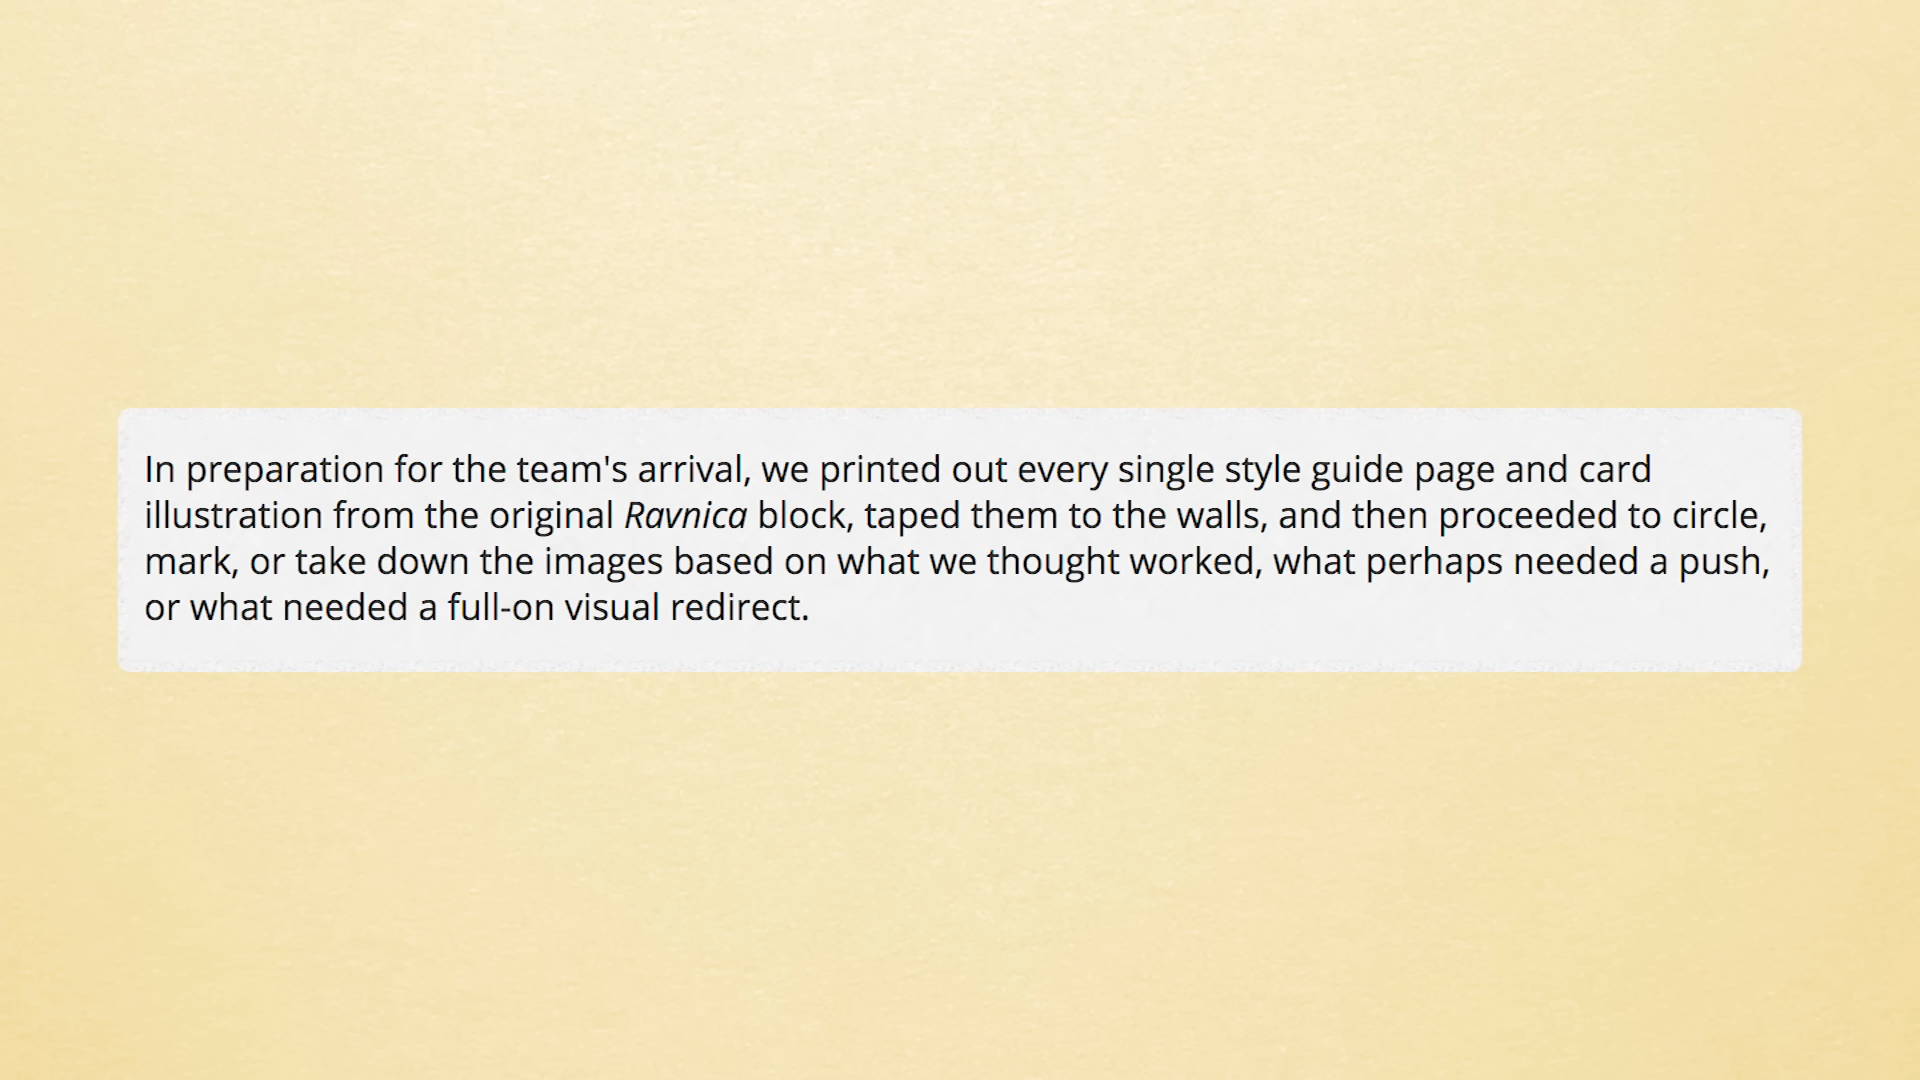 In preparation for the team's arrival, we printed out every single style guide page and card
illustration from the original Ravnica block, taped them to the walls, and then proceeded to circle,
mark, or take down the images based on what we thought worked, what perhaps needed a push,
or what needed a full-on visual redirect.